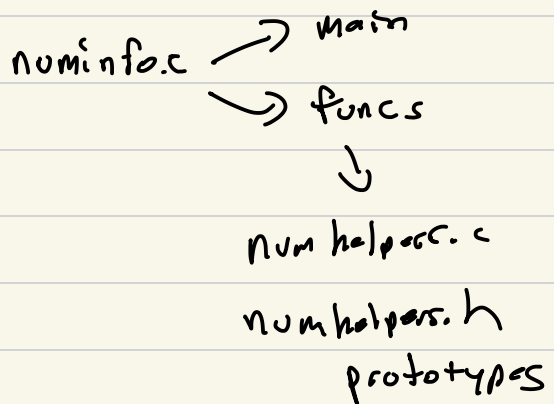 main
numinfo.c
funcs
numhelpers.c
numhelpers.h
prototypes